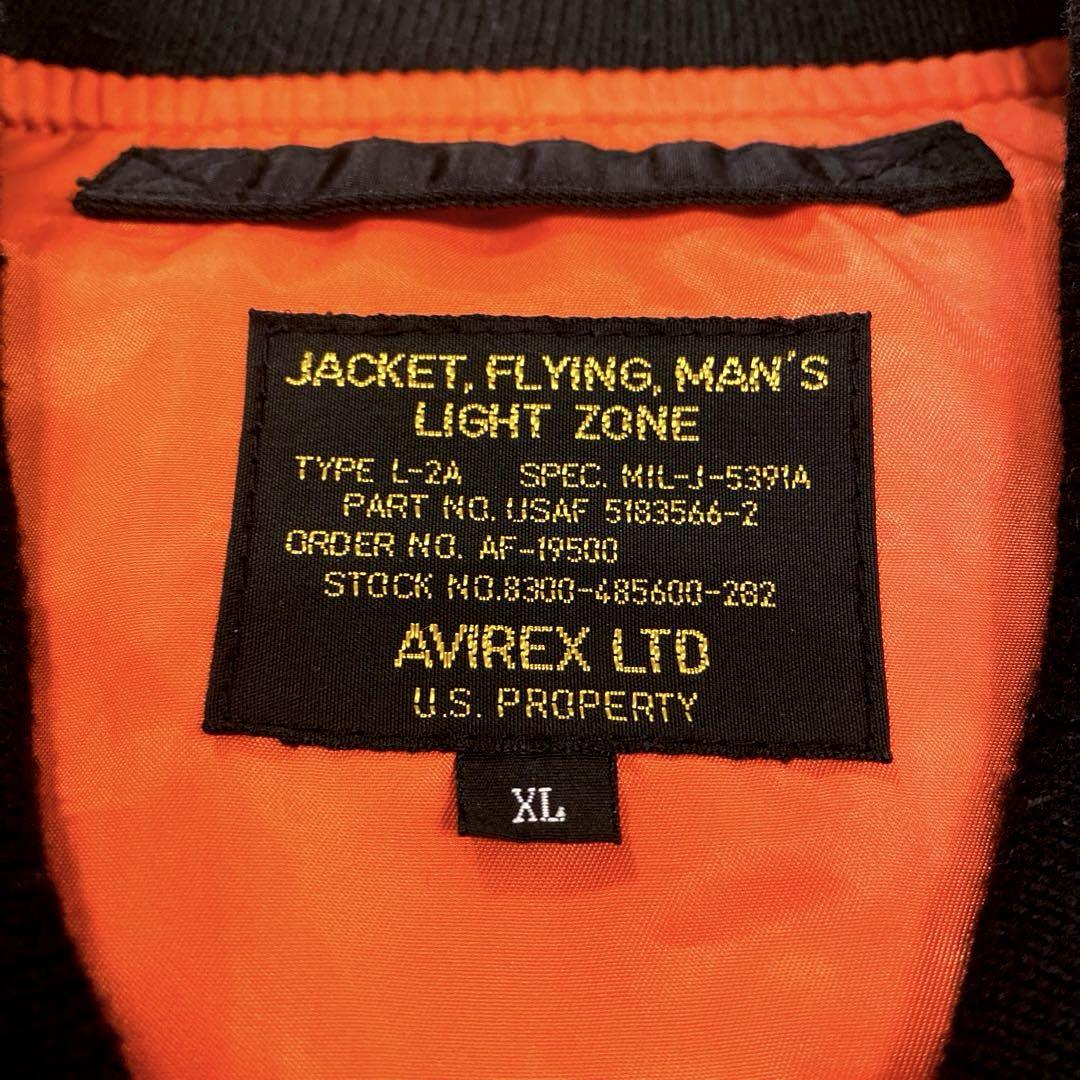 JACKET, FLYING, MAN'S
LIGHT ZONE
TYPE L-2A SPEC. MIL-J-5391A
PART NO. USAF 5183566-2
ORDER NO. AF-19500
STOCK NO.8300-485600-282
AVIREX LTD
U.S. PROPERTY
XL